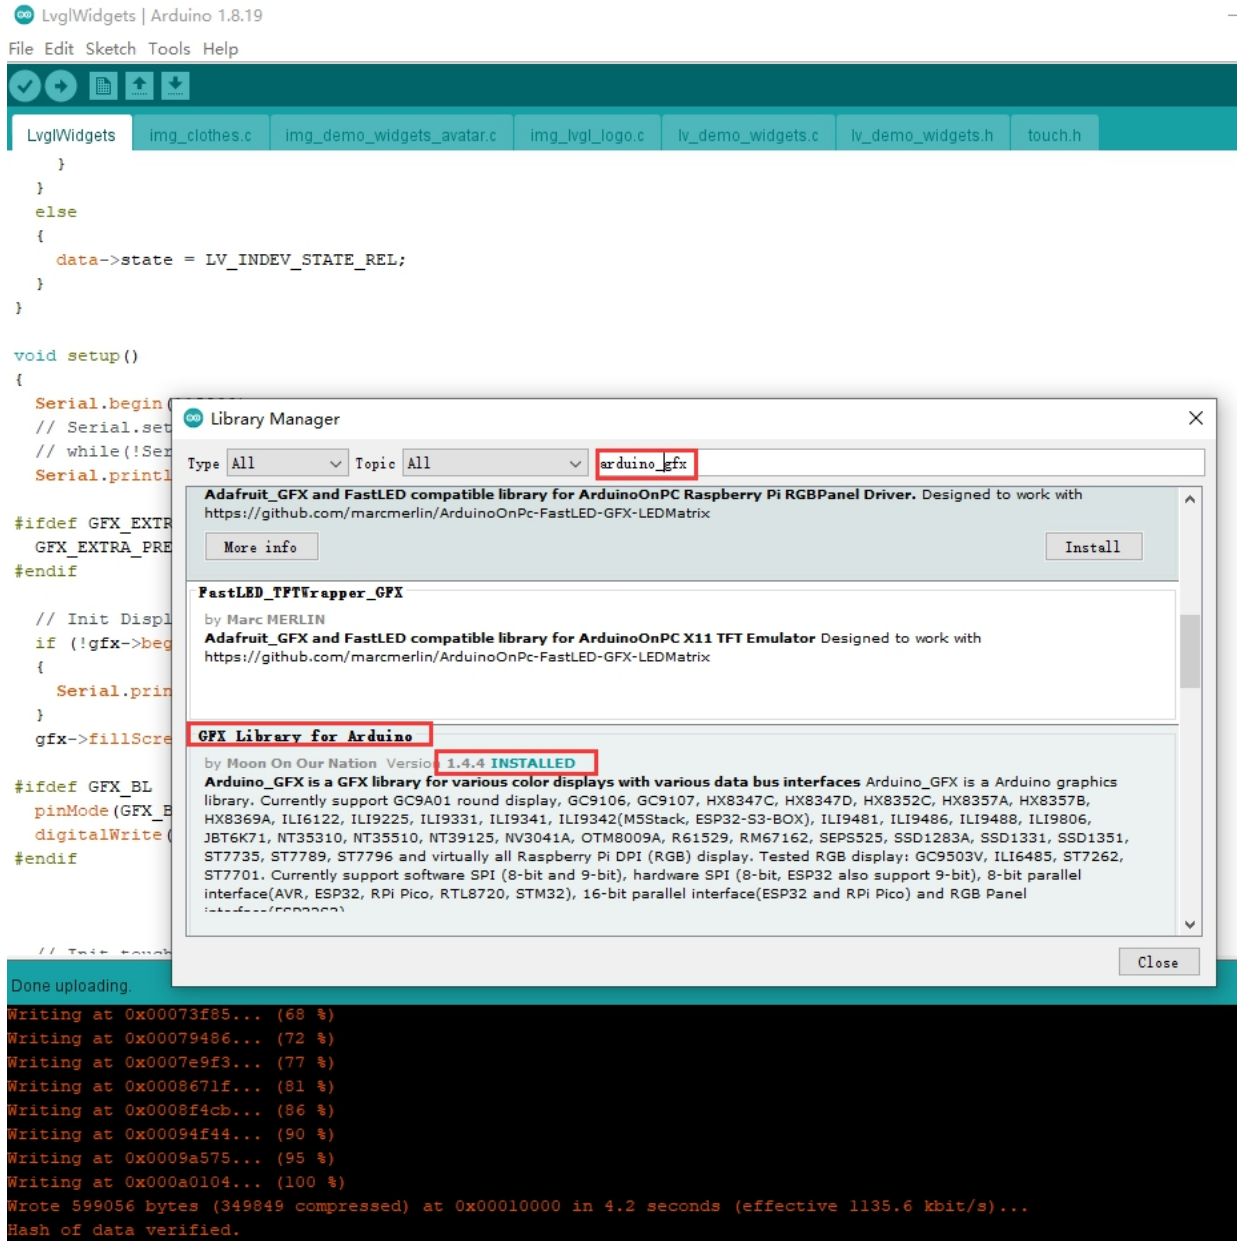 LvglWidgets | Arduino 1.8.19
File Edit Sketch Tools Help
LvglWidgets img_clothes.c img_demo_widgets_avatar.c img_lvgl_logo.c lv_demo_widgets.c lv_demo_widgets.h touch.h
}
}
else
{
data->state = LV_INDEV_STATE_REL;
}
}
void setup()
{
Serial.begin(
// Serial.set
// while(!Ser
Serial.printl
#ifdef GFX_EXTR
GFX_EXTRA_PRE
#endif
// Init Displ
if (!gfx->beg
{
Serial.prin
}
gfx->fillScre
#ifdef GFX_BL
pinMode(GFX_B
digitalWrite(
#endif
// Init touch
Library Manager
Type All Topic All arduino_gfx
Adafruit_GFX and FastLED compatible library for ArduinoOnPC Raspberry Pi RGBPanel Driver. Designed to work with
https://github.com/marcmerlin/ArduinoOnPc-FastLED-GFX-LEDMatrix
More info Install
FastLED_TFTWrapper_GFX
by Marc MERLIN
Adafruit_GFX and FastLED compatible library for ArduinoOnPC X11 TFT Emulator Designed to work with
https://github.com/marcmerlin/ArduinoOnPc-FastLED-GFX-LEDMatrix
GFX Library for Arduino
by Moon On Our Nation Version 1.4.4 INSTALLED
Arduino_GFX is a GFX library for various color displays with various data bus interfaces Arduino_GFX is a Arduino graphics
library. Currently support GC9A01 round display, GC9106, GC9107, HX8347C, HX8347D, HX8352C, HX8357A, HX8357B,
HX8369A, ILI6122, ILI9225, ILI9331, ILI9341, ILI9342(M5Stack, ESP32-S3-BOX), ILI9481, ILI9486, ILI9488, ILI9806,
JBT6K71, NT35310, NT35510, NT39125, NV3041A, OTM8009A, R61529, RM67162, SEPS525, SSD1283A, SSD1331, SSD1351,
ST7735, ST7789, ST7796 and virtually all Raspberry Pi DPI (RGB) display. Tested RGB display: GC9503V, ILI6485, ST7262,
ST7701. Currently support software SPI (8-bit and 9-bit), hardware SPI (8-bit, ESP32 also support 9-bit), 8-bit parallel
interface(AVR, ESP32, RPi Pico, RTL8720, STM32), 16-bit parallel interface(ESP32 and RPi Pico) and RGB Panel
Close
Done uploading.
Writing at 0x00073f85... (68 %)
Writing at 0x00079486... (72 %)
Writing at 0x0007e9f3... (77 %)
Writing at 0x0008671f... (81 %)
Writing at 0x0008f4cb... (86 %)
Writing at 0x00094f44... (90 %)
Writing at 0x0009a575... (95 %)
Writing at 0x000a0104... (100 %)
Wrote 599056 bytes (349849 compressed) at 0x00010000 in 4.2 seconds (effective 1135.6 kbit/s)...
Hash of data verified.